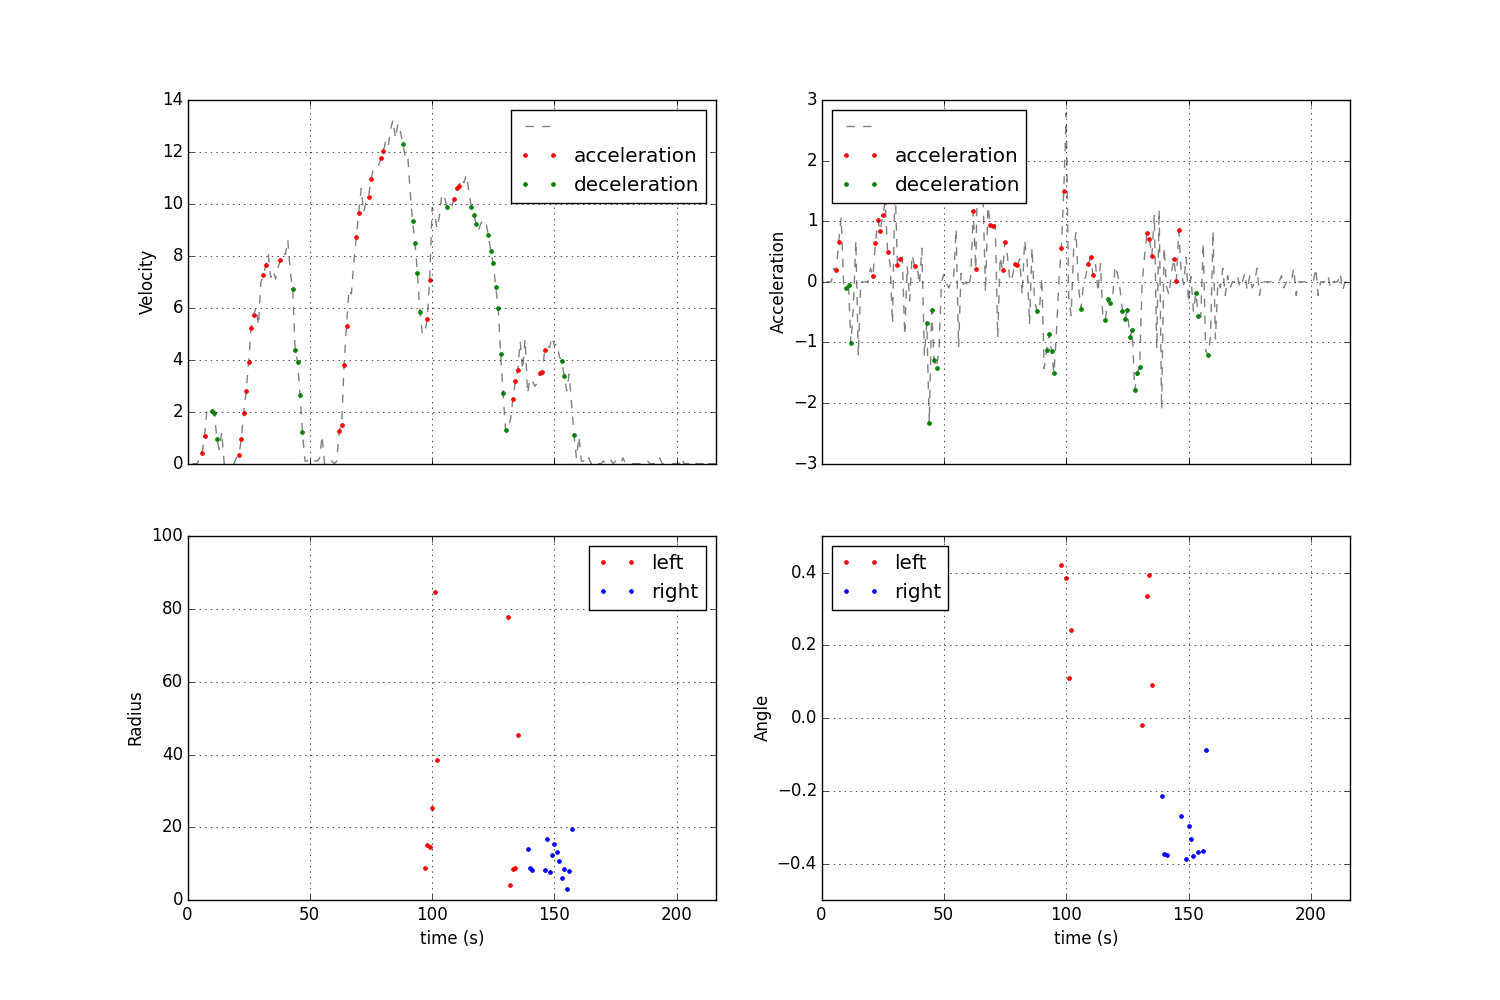 14
12
10
8
6
4
2
0
Velocity
acceleration
deceleration
3
2
1
0
−1
−2
−3
Acceleration
acceleration
deceleration
100
80
60
40
20
0
Radius
left
right
0 50 100 150 200
time (s)
0.4
0.2
0.0
−0.2
−0.4
Angle
left
right
0 50 100 150 200
time (s)